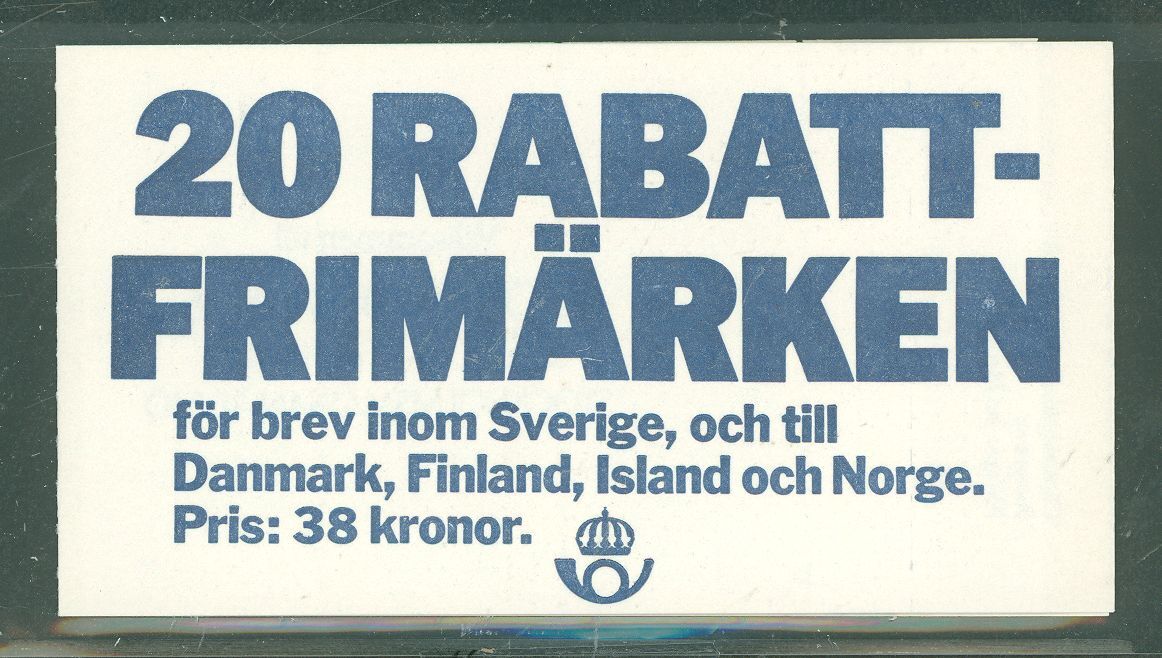 20 RABATT-
FRIMÄRKEN
för brev inom Sverige, och till
Danmark, Finland, Island och Norge.
Pris: 38 kronor.